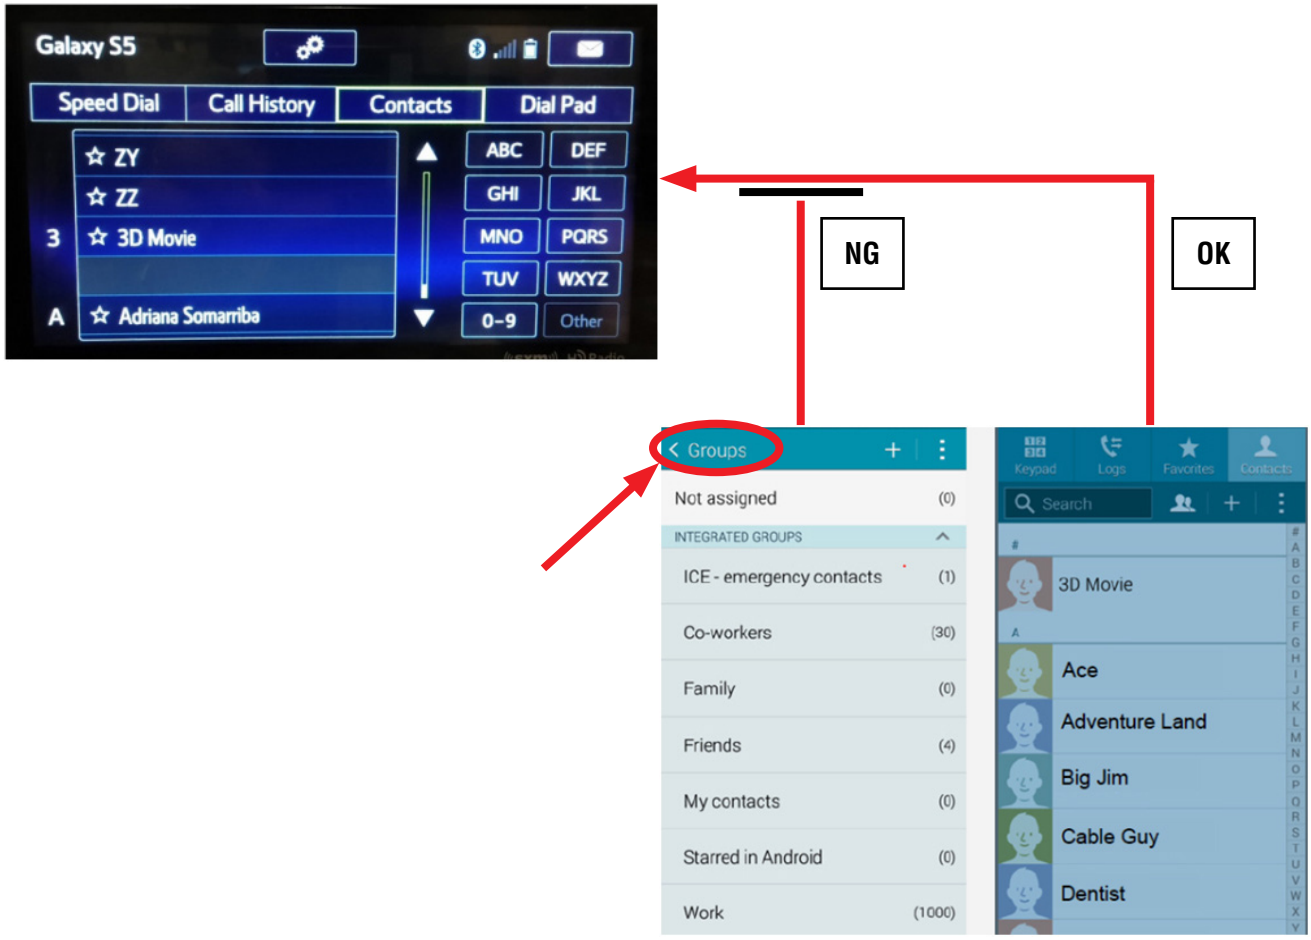 Galaxy S5
Speed Dial Call History Contacts Dial Pad
ZY
ZZ
3 3D Movie
A Adriana Somarriba
ABC DEF
GHI JKL
MNO PQRS
TUV WXYZ
0-9 Other
NG
OK
< Groups +
Not assigned (0)
INTEGRATED GROUPS
ICE - emergency contacts (1)
Co-workers (30)
Family (0)
Friends (4)
My contacts (0)
Starred in Android (0)
Work (1000)
Keypad Logs Favorites Contacts
Search +
#
3D Movie
A
Ace
Adventure Land
Big Jim
Cable Guy
Dentist
#
A
B
C
D
E
F
G
H
I
J
K
L
M
N
O
P
Q
R
S
T
U
V
W
X
Y